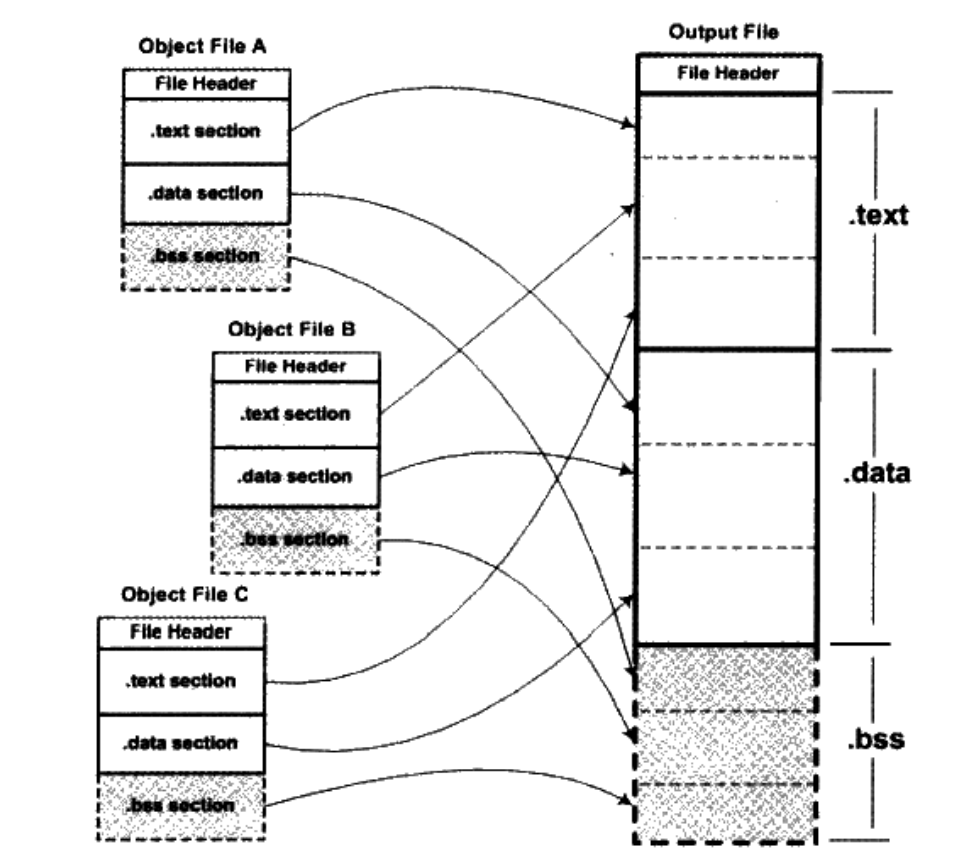 Object File A
File Header
.text section
.data section
.bss section
Object File B
File Header
.text section
.data section
.bss section
Object File C
File Header
.text section
.data section
.bss section
Output File
File Header
.text
.data
.bss